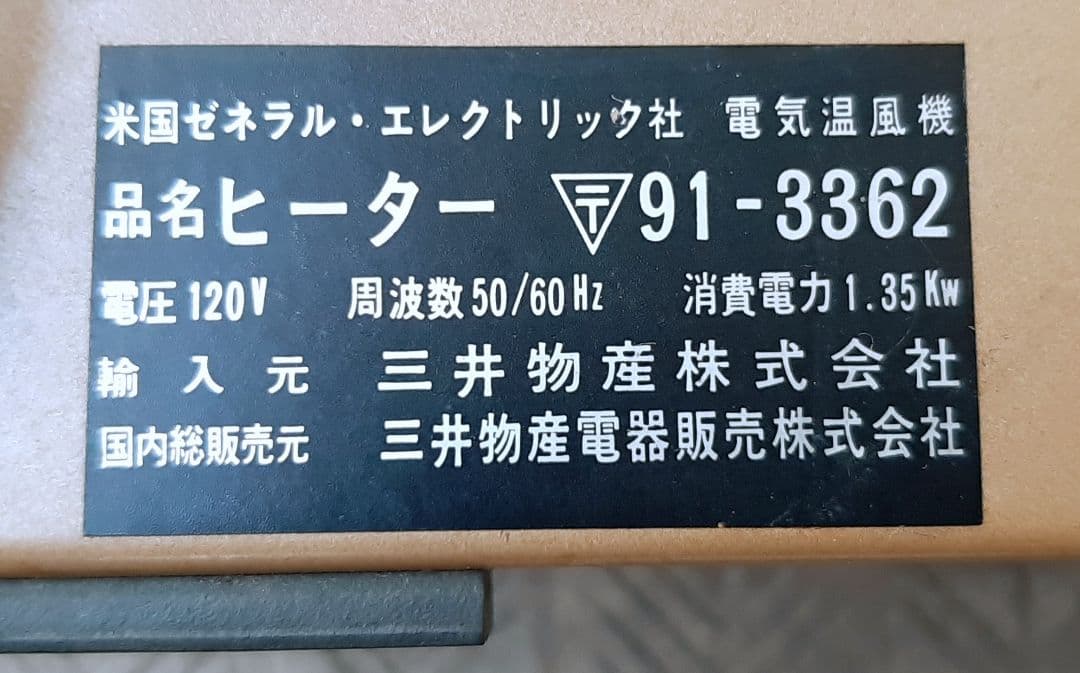 米国ゼネラル・エレクトリック社 電気温風機
品名ヒーター 〒91-3362
電圧120V 周波数50/60Hz 消費電力1.35Kw
輸入元 三井物産株式会社
国内総販売元 三井物産電器販売株式会社